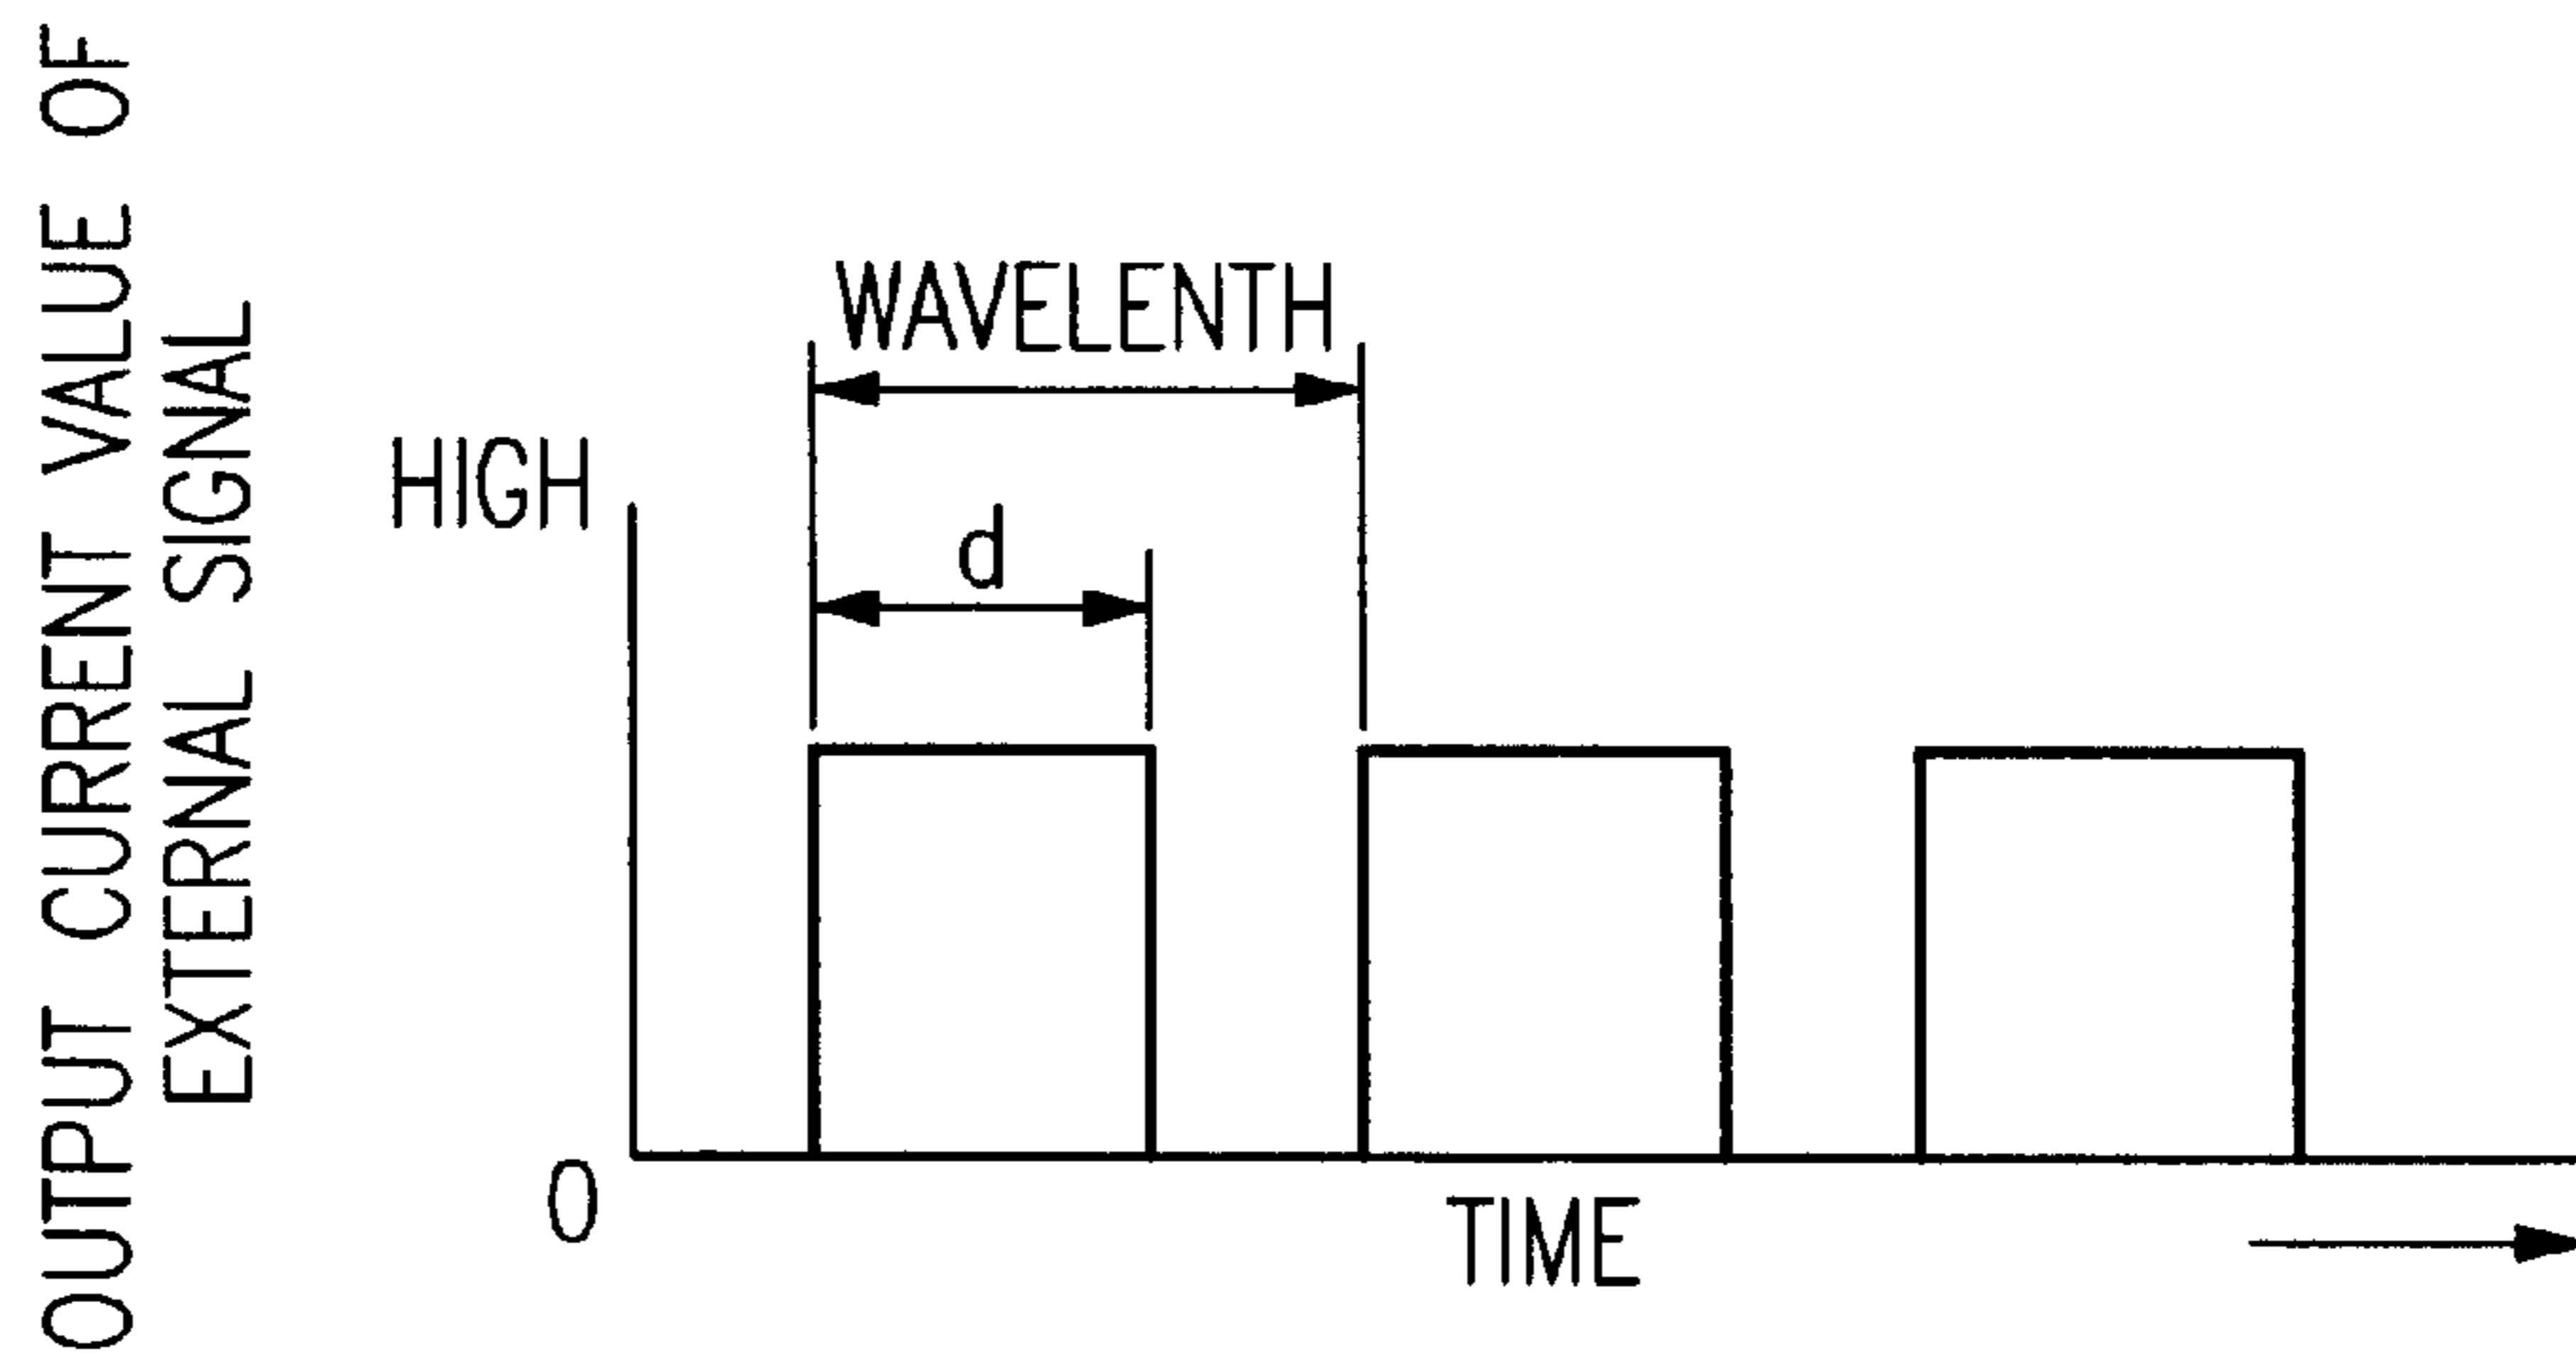 OUTPUT CURRENT VALUE OF
EXTERNAL SIGNAL
WAVELENTH
HIGH
d
0
TIME